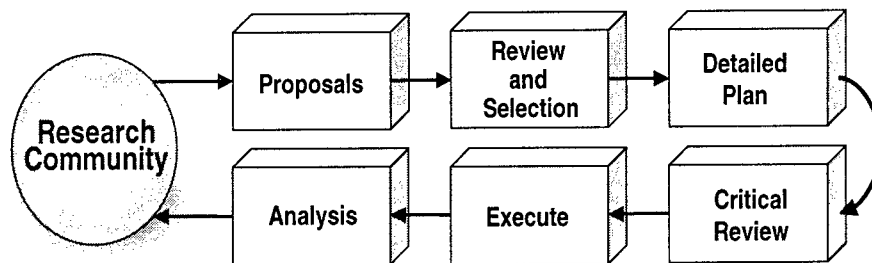 Research
Community
Proposals
Review
and
Selection
Detailed
Plan
Critical
Review
Execute
Analysis